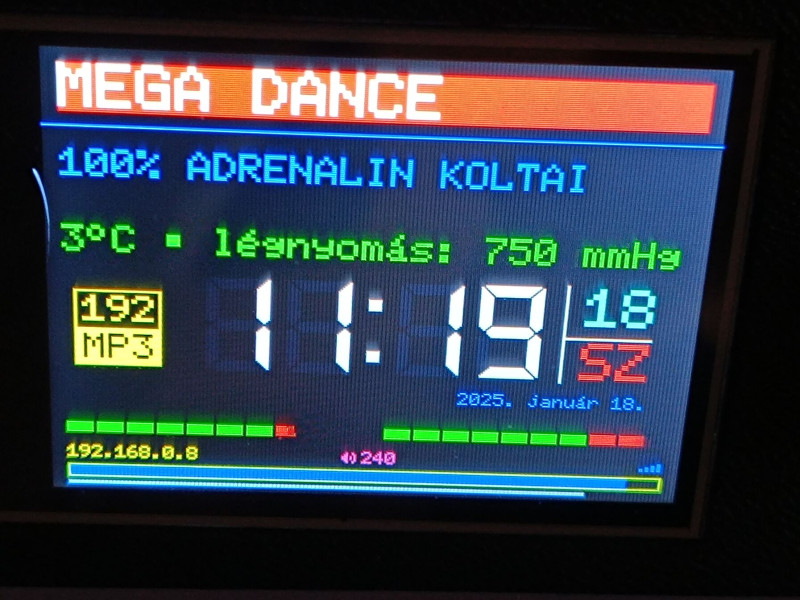 MEGA DANCE
100% ADRENALIN KOLTAI
3°C ▪ légnyomás: 750 mmHg
192
MP3
11:19
18
SZ
2025. január 18.
192.168.0.8
240